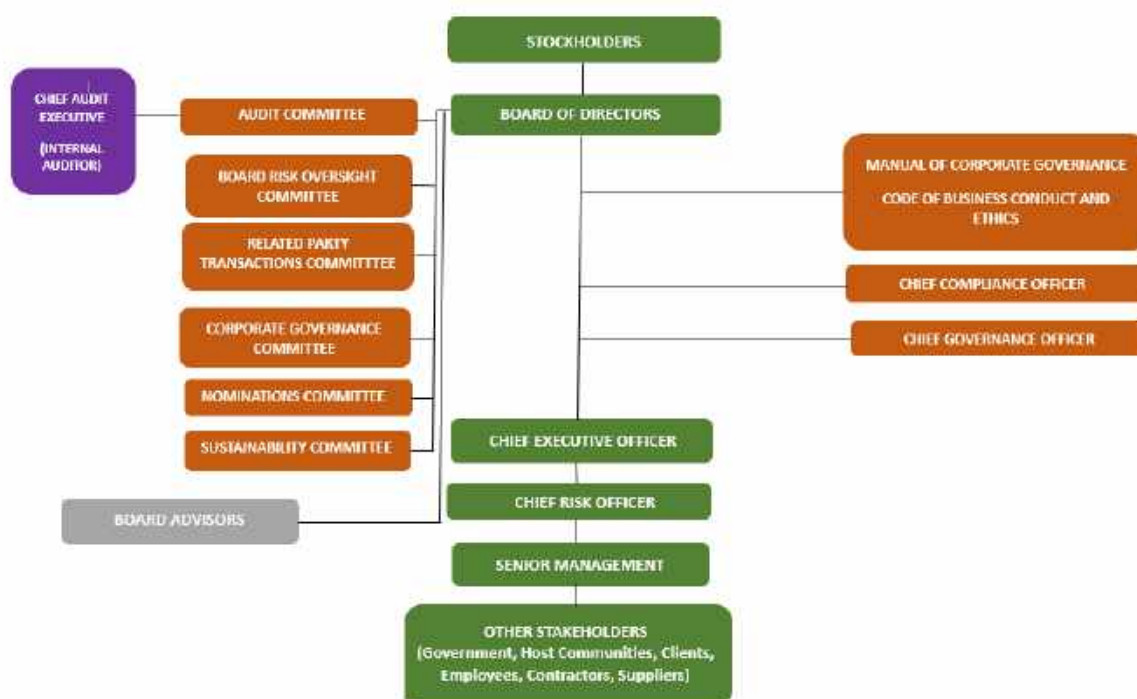 STOCKHOLDERS
CHIEF AUDIT
EXECUTIVE
(INTERNAL
AUDITOR)
AUDIT COMMITTEE
BOARD OF DIRECTORS
BOARD RISK OVERSIGHT
COMMITTEE
RELATED PARTY
TRANSACTIONS COMMITTTEE
CORPORATE GOVERNANCE
COMMITTEE
NOMINATIONS COMMITTEE
SUSTAINABILITY COMMITTEE
BOARD ADVISORS
MANUAL OF CORPORATE GOVERNANCE
CODE OF BUSINESS CONDUCT AND
ETHICS
CHIEF COMPLIANCE OFFICER
CHIEF GOVERNANCE OFFICER
CHIEF EXECUTIVE OFFICER
CHIEF RISK OFFICER
SENIOR MANAGEMENT
OTHER STAKEHOLDERS
(Government, Host Communities, Clients,
Employees, Contractors, Suppliers)